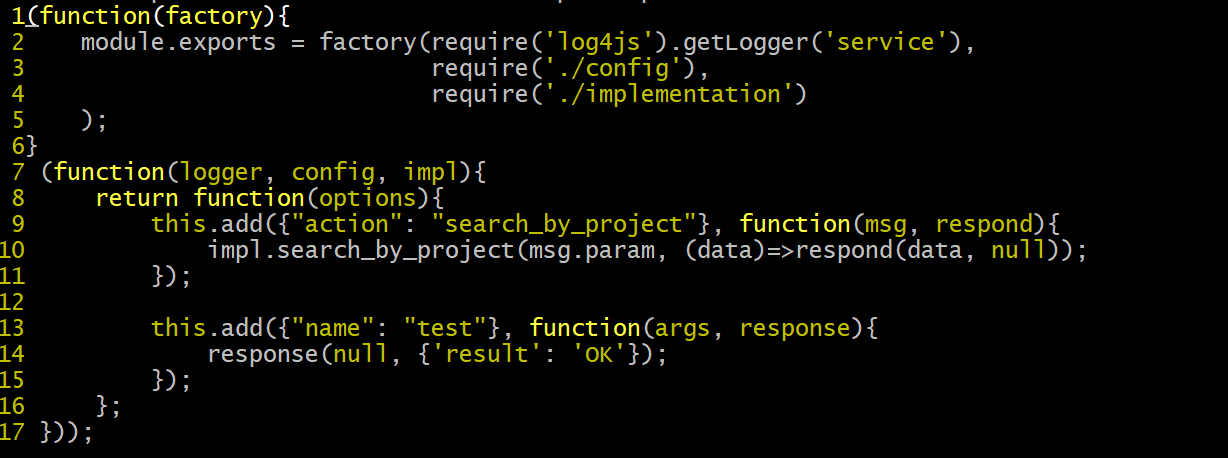 1(function(factory){
2    module.exports = factory(require('log4js').getLogger('service'),
3                             require('./config'),
4                             require('./implementation')
5    );
6}
7 (function(logger, config, impl){
8     return function(options){
9         this.add({"action": "search_by_project"}, function(msg, respond){
10             impl.search_by_project(msg.param, (data)=>respond(data, null));
11         });
12
13         this.add({"name": "test"}, function(args, response){
14             response(null, {'result': 'OK'});
15         });
16     };
17 }));